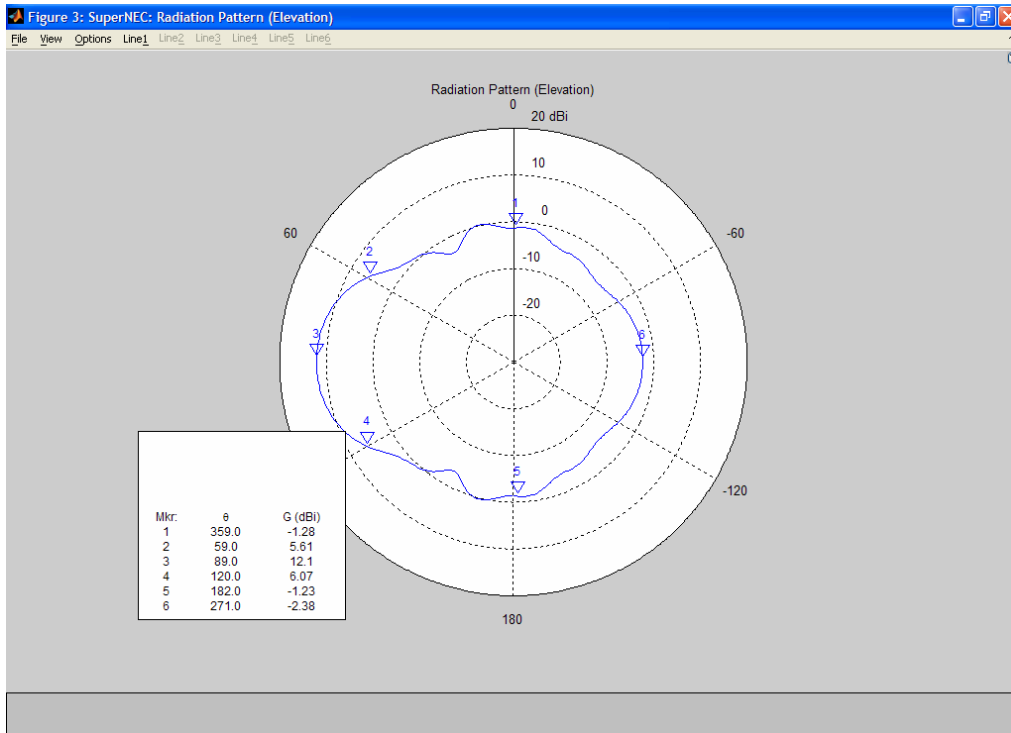 Figure 3: SuperNEC: Radiation Pattern (Elevation)
File View Options Line1 Line2 Line3 Line4 Line5 Line6
Radiation Pattern (Elevation)
0
20 dBi
10
0
-10
-20
60
-60
-120
180
1
2
3
4
5
6
Mkr: θ G (dBi)
1 359.0 -1.28
2 59.0 5.61
3 89.0 12.1
4 120.0 6.07
5 182.0 -1.23
6 271.0 -2.38